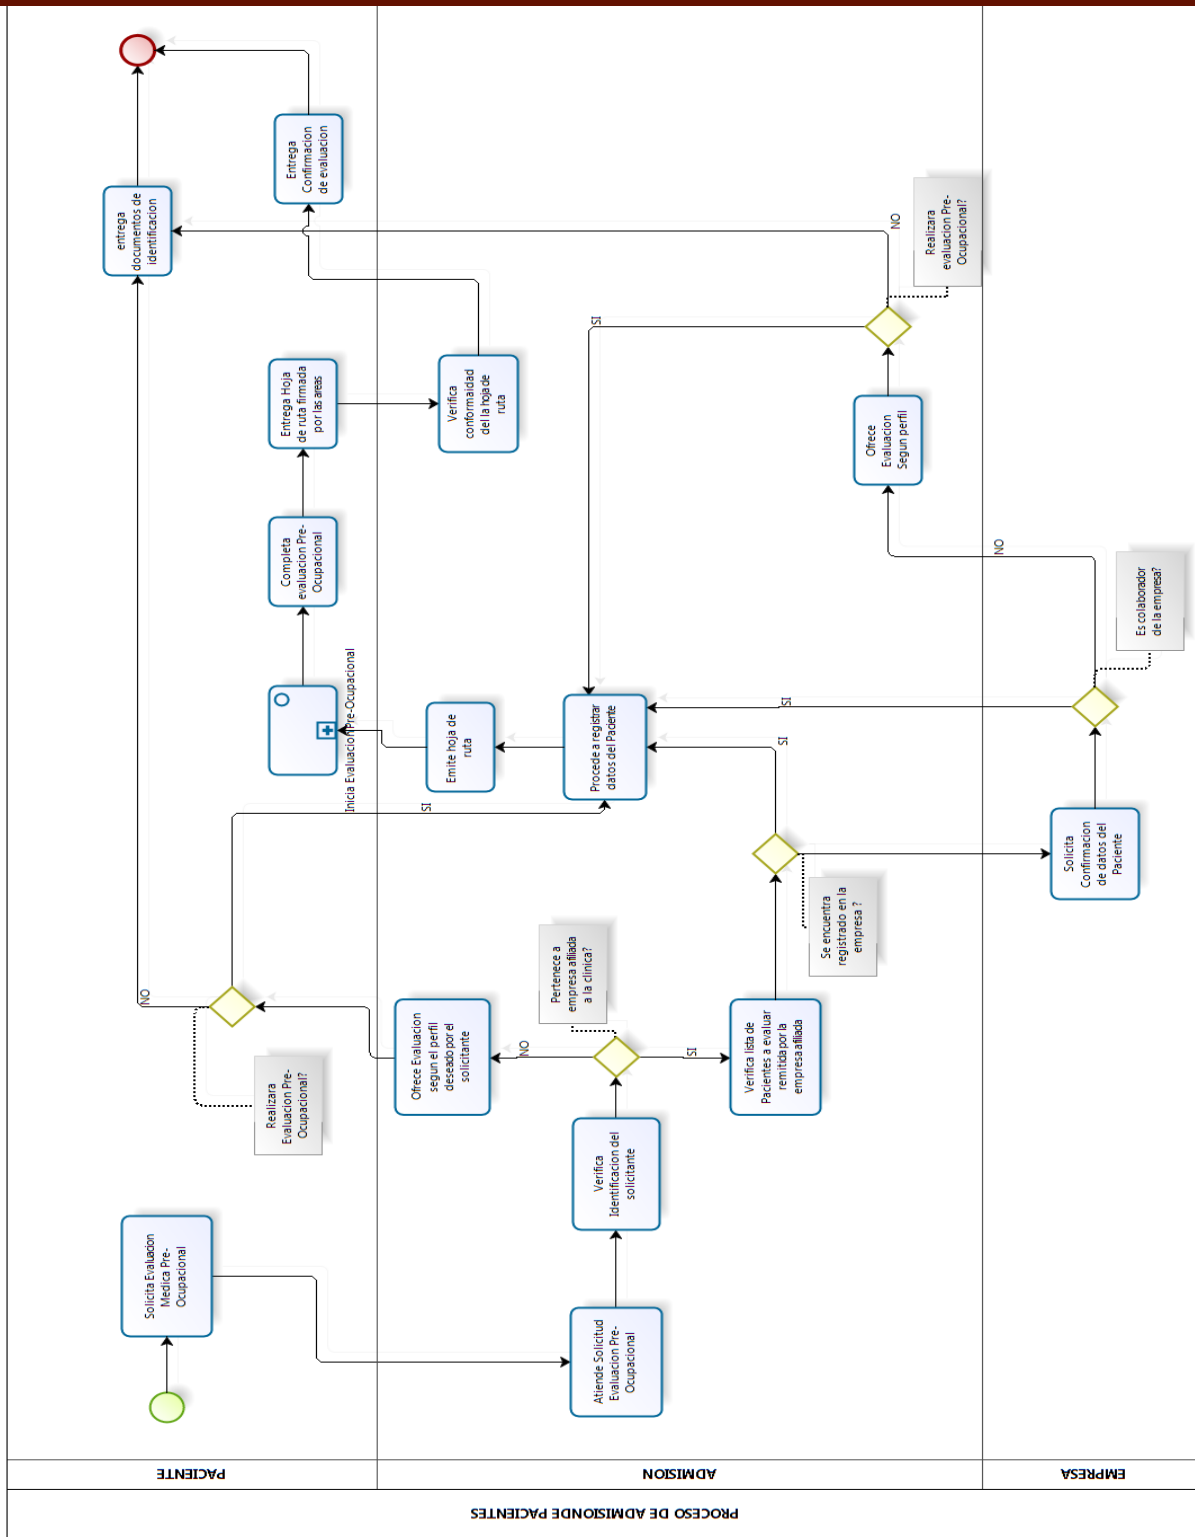 PROCESO DE ADMISIONDE PACIENTES
PACIENTE
ADMISION
EMPRESA
Solicita Evaluacion
Medica Pre-
Ocupacional
Atiende Solicitud
Evaluacion Pre-
Ocupacional
Verifica
Identificacion del
solicitante
Pertenece a
empresa afiliada
a la clinica?
NO
SI
Ofrece Evaluacion
segun el perfil
deseado por el
solicitante
Realizara
Evaluacion Pre-
Ocupacional?
NO
SI
Verifica lista de
Pacientes a evaluar
remitida por la
empresa afiliada
Se encuentra
registrado en la
empresa ?
SI
Solicita
Confirmacion
de datos del
Paciente
Es colaborador
de la empresa?
SI
NO
Procede a registrar
datos del Paciente
Emite hoja de
ruta
Inicia Evaluacion Pre-Ocupacional
Completa
evaluacion Pre-
Ocupacional
Entrega Hoja
de ruta firmada
por las areas
Verifica
conformaidad
del la hoja de
ruta
Ofrece
Evaluacion
Segun perfil
Realizara
evaluacion Pre-
Ocupacional?
SI
NO
entrega
documentos de
identificacion
Entrega
Confirmacion
de evaluacion